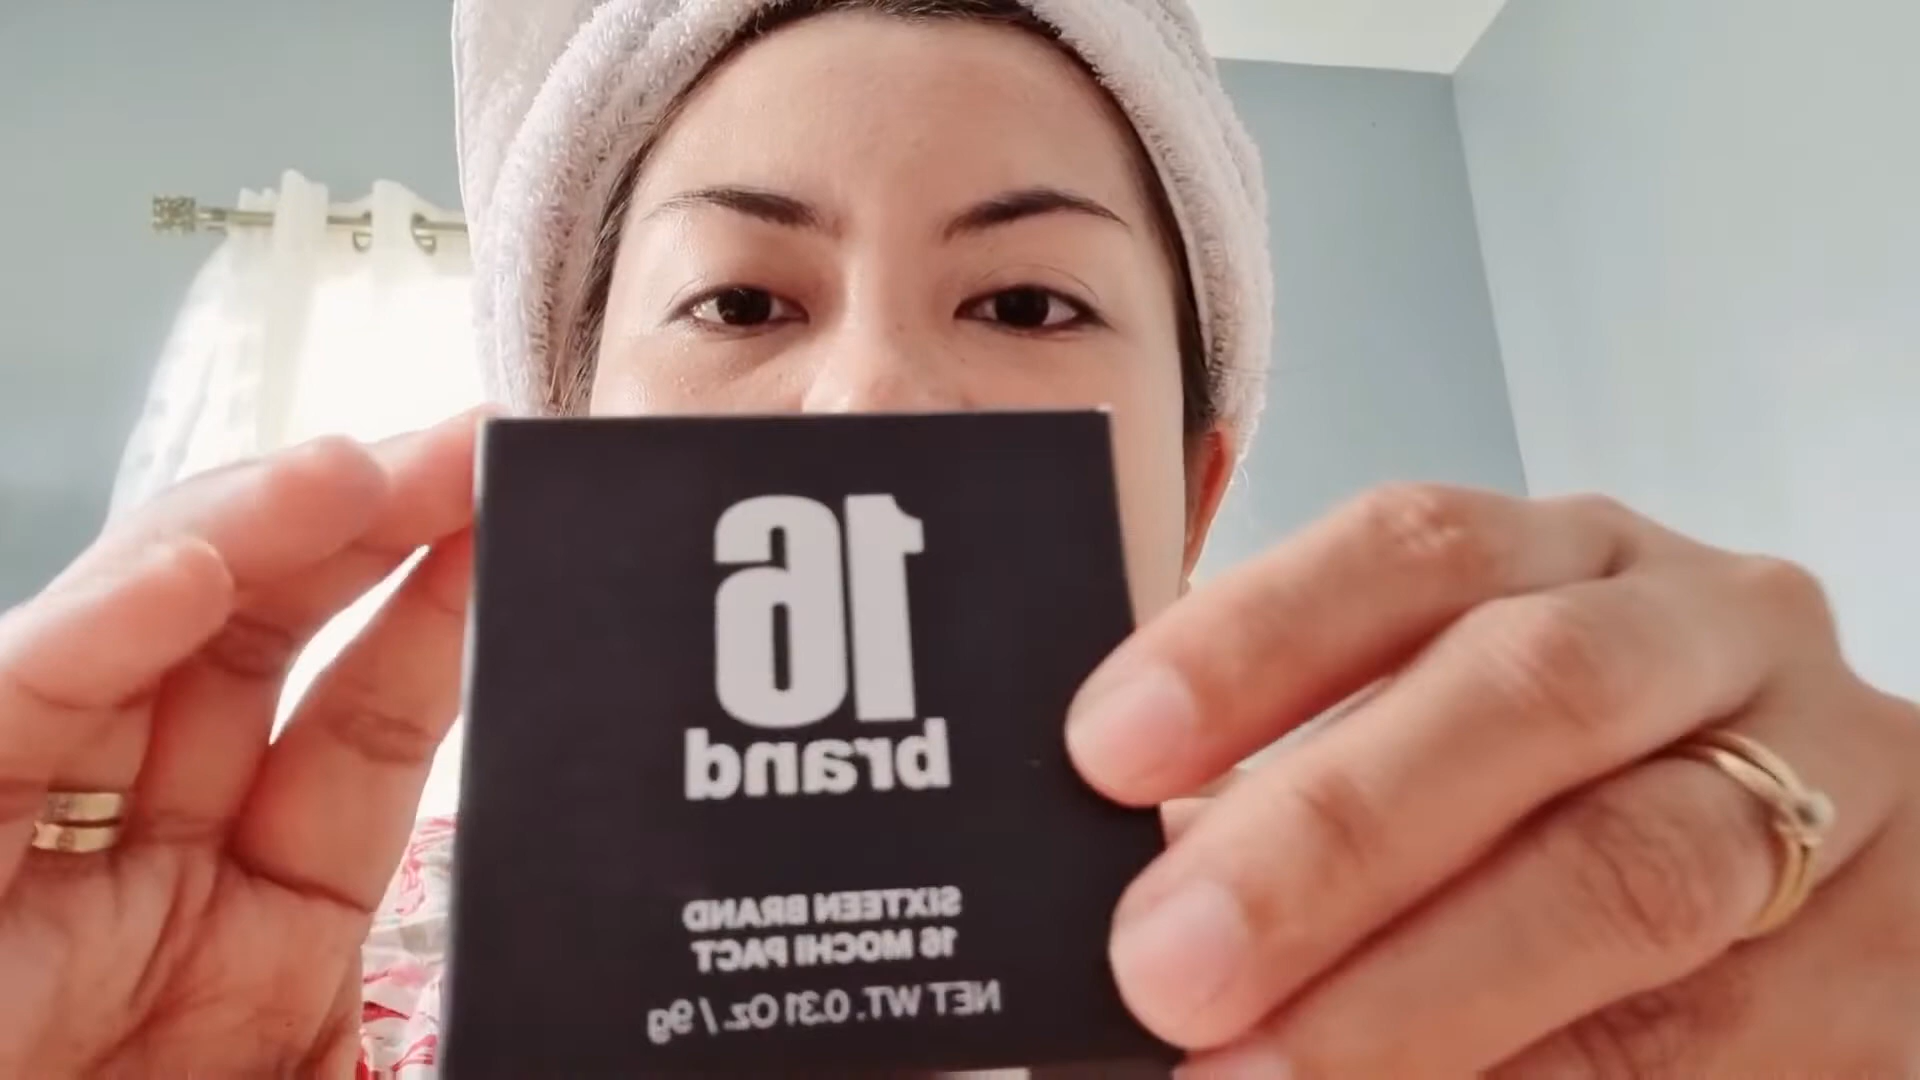 16
brand
SIXTEEN BRAND
16 MOCHI PACT
NET WT. 0.31 Oz. / 9g